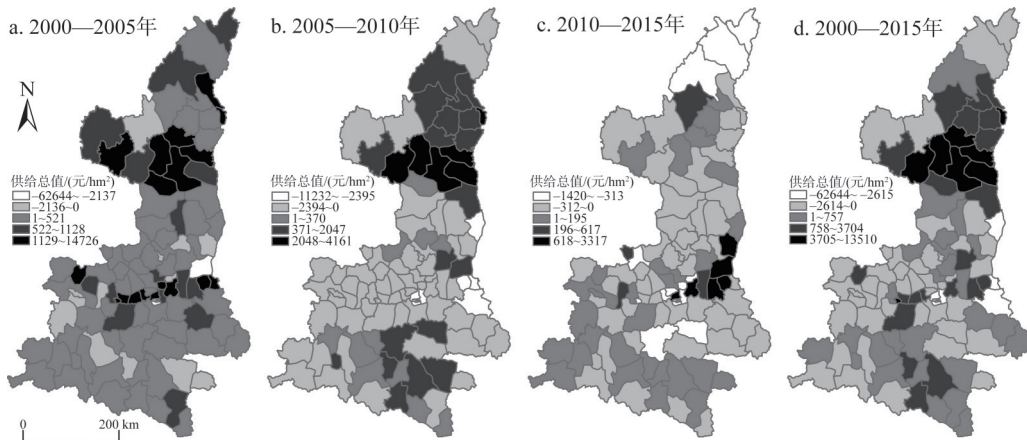 a. 2000—2005年
N
供给总值/(元/hm²)
−62644~ −2137
−2136~0
1~521
522~1128
1129~14726
0 200 km
b. 2005—2010年
供给总值/(元/hm²)
−11232~ −2395
−2394~0
1~370
371~2047
2048~4161
c. 2010—2015年
供给总值/(元/hm²)
−1420~ −313
−312~0
1~195
196~617
618~3317
d. 2000—2015年
供给总值/(元/hm²)
−62644~ −2615
−2614~0
1~757
758~3704
3705~13510